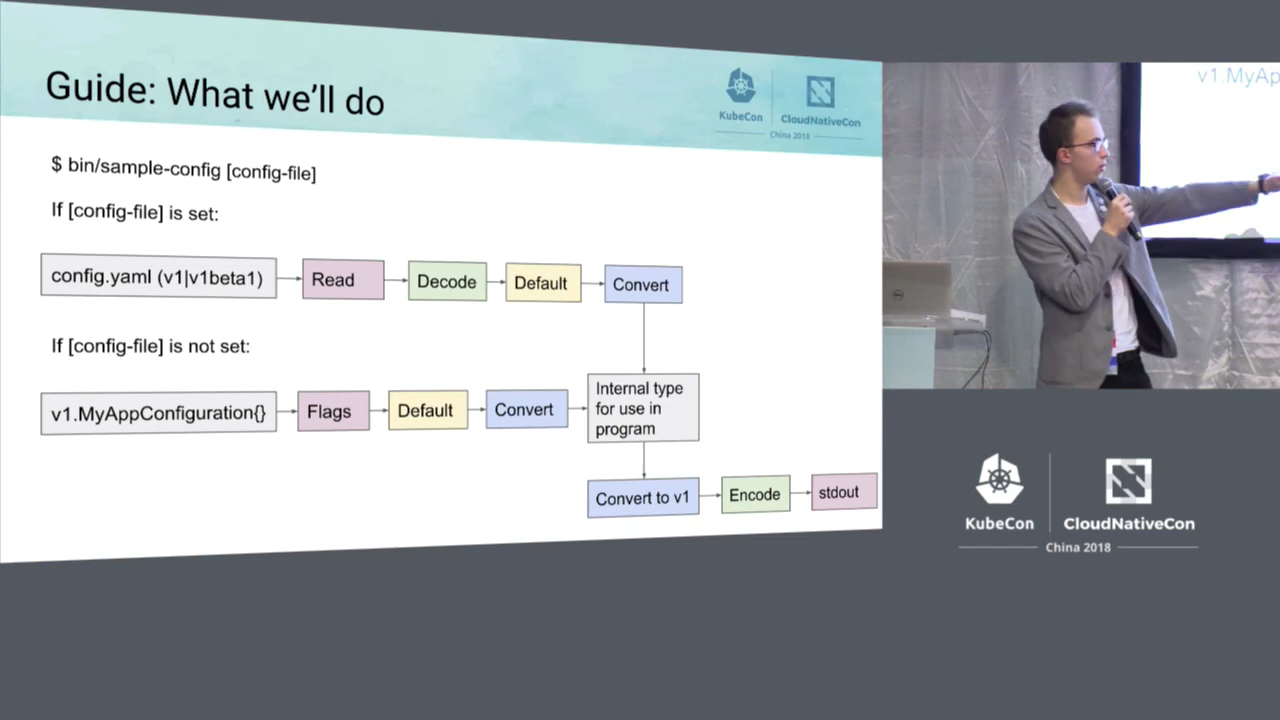 Guide: What we'll do
KubeCon
CloudNativeCon
China 2018
$ bin/sample-config [config-file]
If [config-file] is set:
config.yaml (v1|v1beta1)
Read
Decode
Default
Convert
If [config-file] is not set:
v1.MyAppConfiguration{}
Flags
Default
Convert
Internal type
for use in
program
Convert to v1
Encode
stdout
v1.MyAp
KubeCon
CloudNativeCon
China 2018